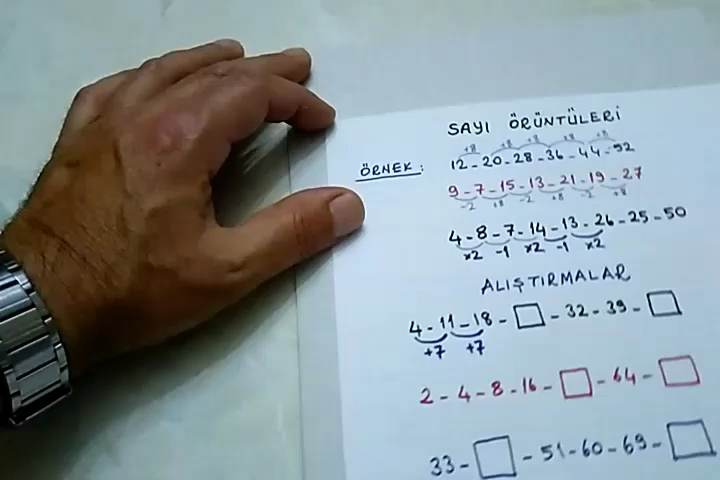 SAYI ÖRÜNTÜLERİ
+8 +8 +8 +8 +8
ÖRNEK: 12-20-28-36-44-52
9-7-15-13-21-19-27
-2 +8 -2 +8 -2 +8
4-8-7-14-13-26-25-50
x2 -1 x2 -1 x2
ALIŞTIRMALAR
4-11-18-□-32-39-□
+7 +7
2-4-8-16-□-64-□
33-□-51-60-69-□